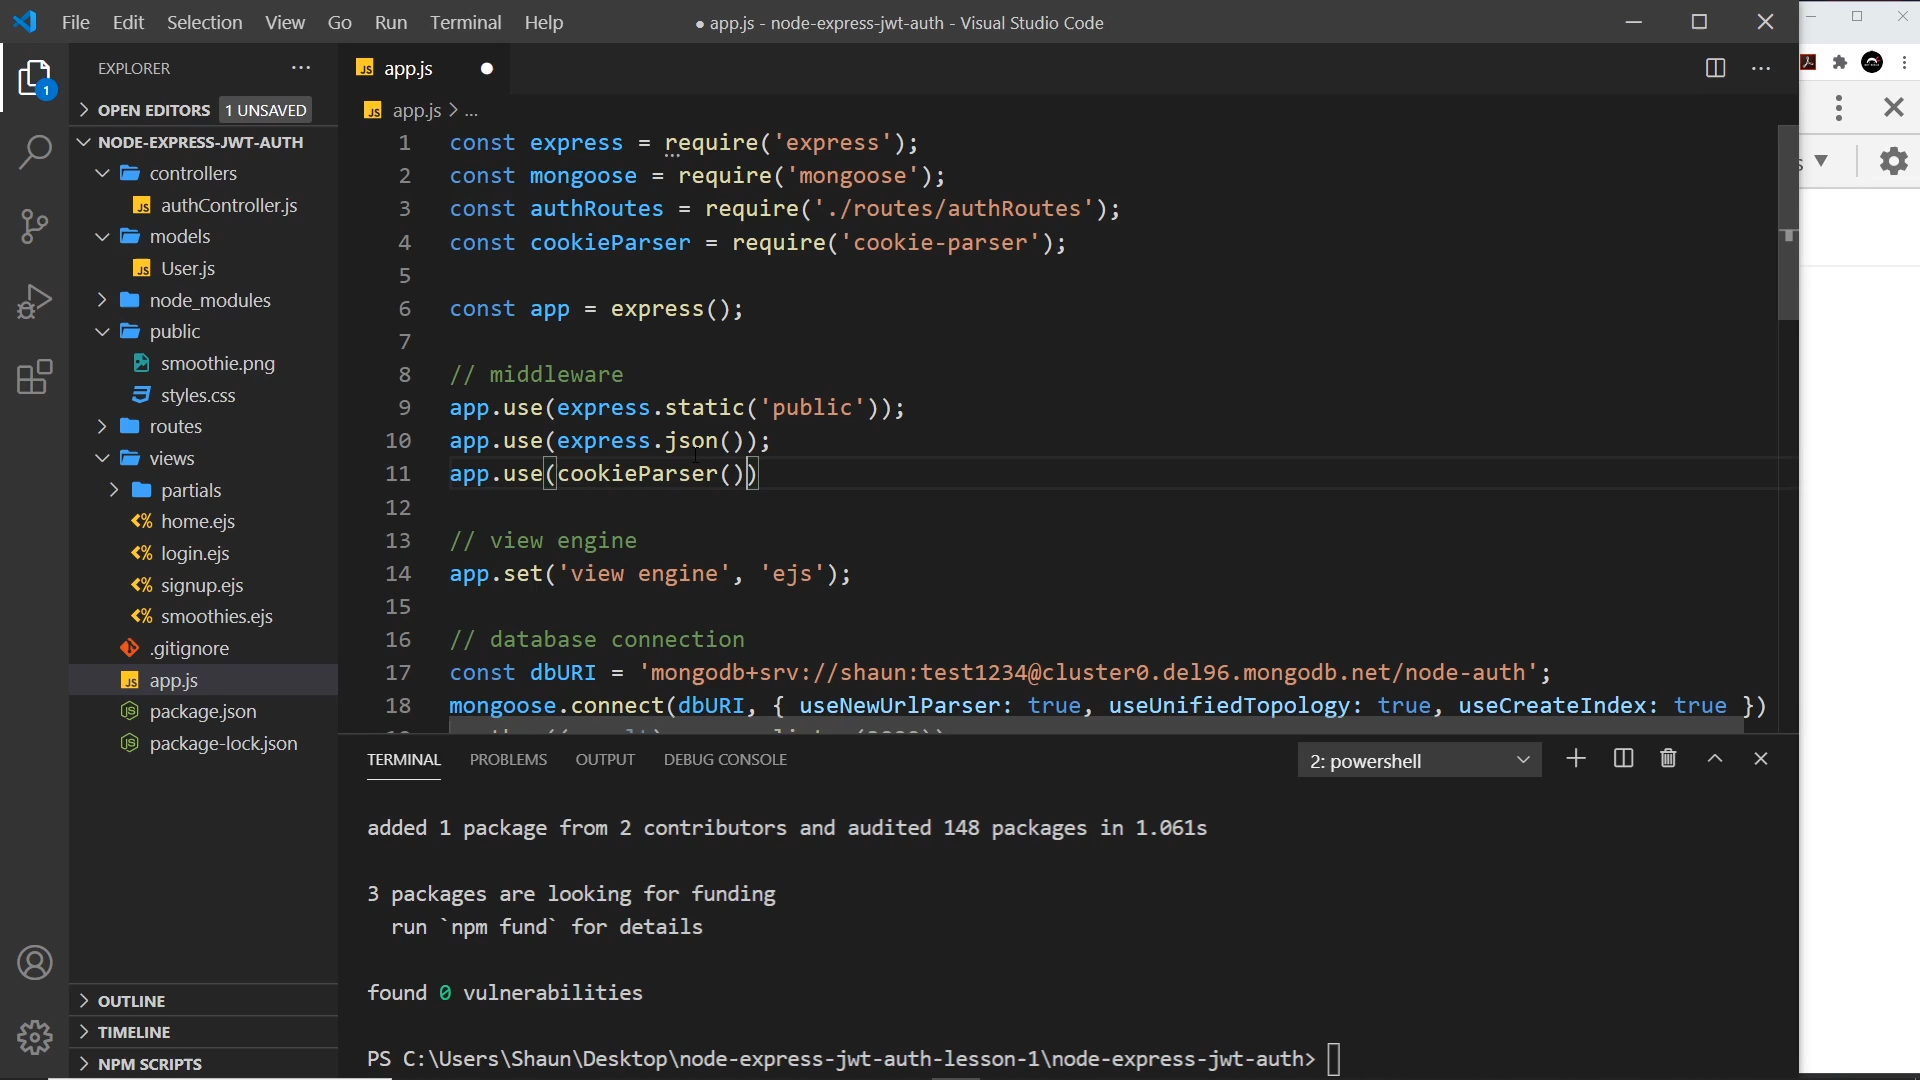 File Edit Selection View Go Run Terminal Help
● app.js - node-express-jwt-auth - Visual Studio Code
EXPLORER
1
OPEN EDITORS 1 UNSAVED
NODE-EXPRESS-JWT-AUTH
controllers
JS authController.js
models
JS User.js
node_modules
public
smoothie.png
styles.css
routes
views
partials
<% home.ejs
<% login.ejs
<% signup.ejs
<% smoothies.ejs
.gitignore
JS app.js
package.json
package-lock.json
OUTLINE
TIMELINE
NPM SCRIPTS
JS app.js
JS app.js > ...
1 const express = require('express');
2 const mongoose = require('mongoose');
3 const authRoutes = require('./routes/authRoutes');
4 const cookieParser = require('cookie-parser');
5
6 const app = express();
7
8 // middleware
9 app.use(express.static('public'));
10 app.use(express.json());
11 app.use(cookieParser())
12
13 // view engine
14 app.set('view engine', 'ejs');
15
16 // database connection
17 const dbURI = 'mongodb+srv://shaun:test1234@cluster0.del96.mongodb.net/node-auth';
18 mongoose.connect(dbURI, { useNewUrlParser: true, useUnifiedTopology: true, useCreateIndex: true })
TERMINAL PROBLEMS OUTPUT DEBUG CONSOLE
2: powershell
added 1 package from 2 contributors and audited 148 packages in 1.061s
3 packages are looking for funding
run `npm fund` for details
found 0 vulnerabilities
PS C:\Users\Shaun\Desktop\node-express-jwt-auth-lesson-1\node-express-jwt-auth>